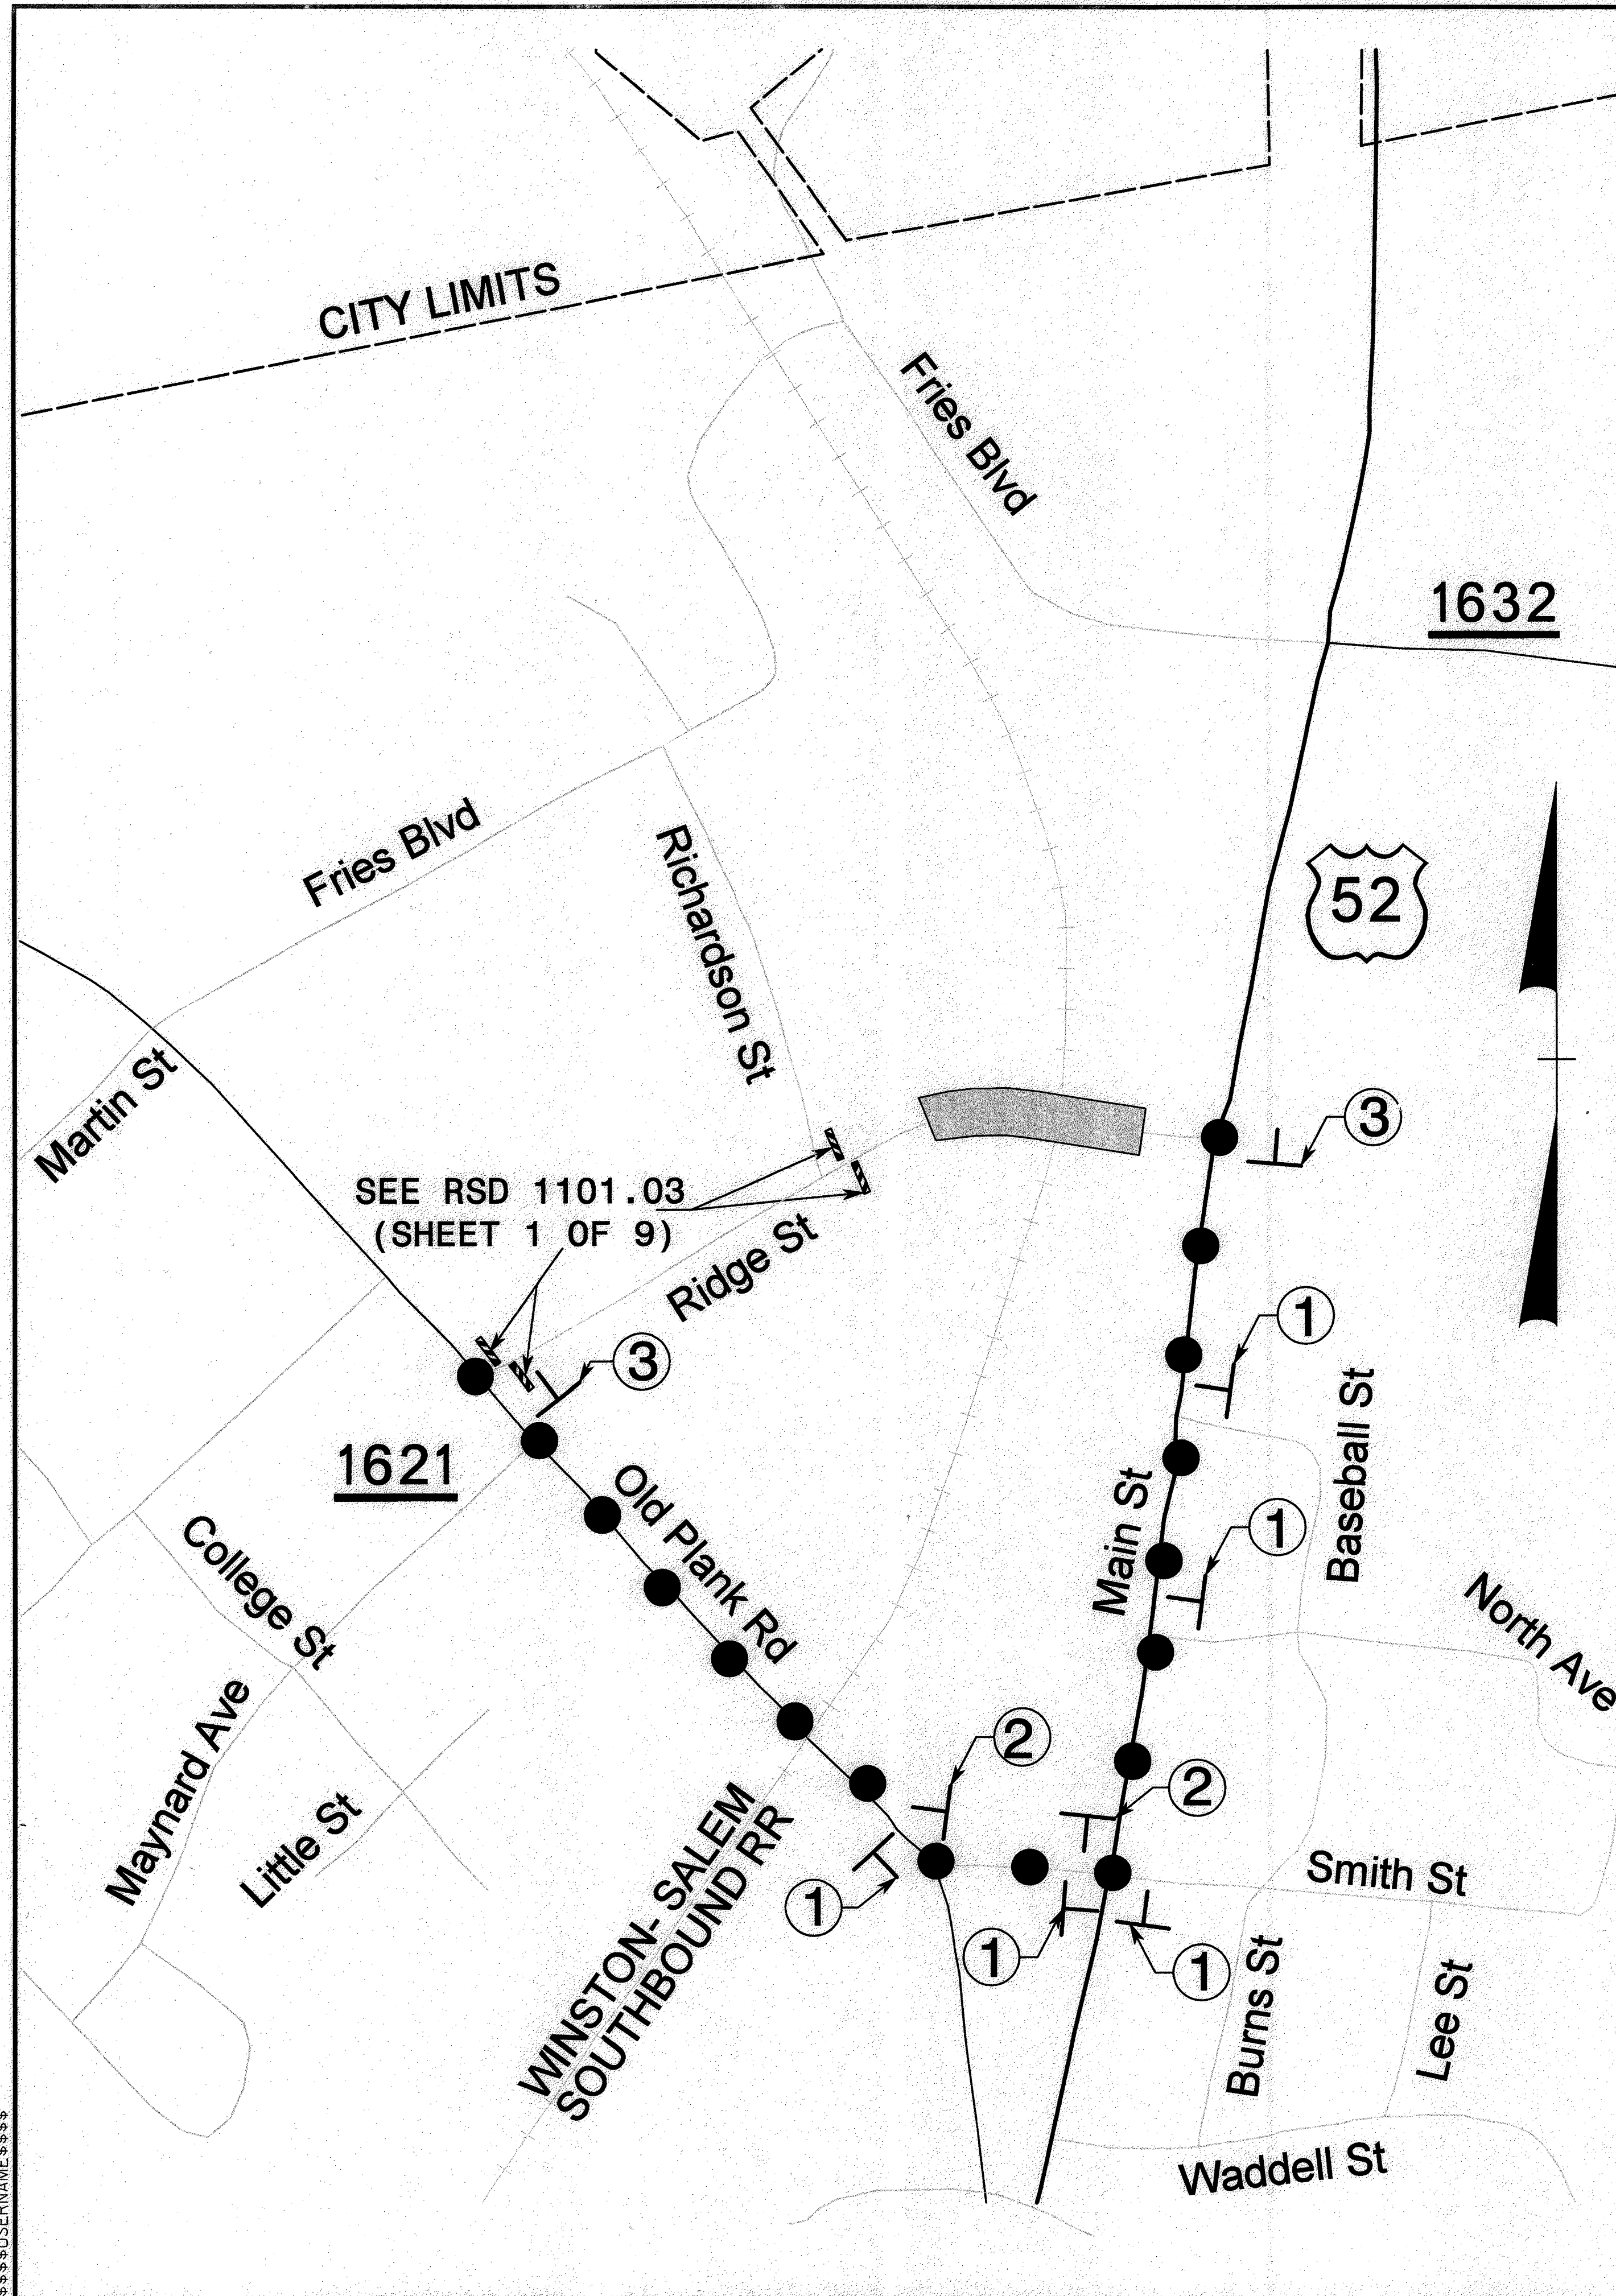 CITY LIMITS
Fries Blvd
1632
52
Fries Blvd
Richardson St
Martin St
3
SEE RSD 1101.03
(SHEET 1 OF 9)
Ridge St
1
3
Baseball St
1621
Old Plank Rd
Main St
1
College St
North Ave
Maynard Ave
Little St
2
2
WINSTON- SALEM
SOUTHBOUND RR
Smith St
1
1
1
Burns St
Lee St
Waddell St